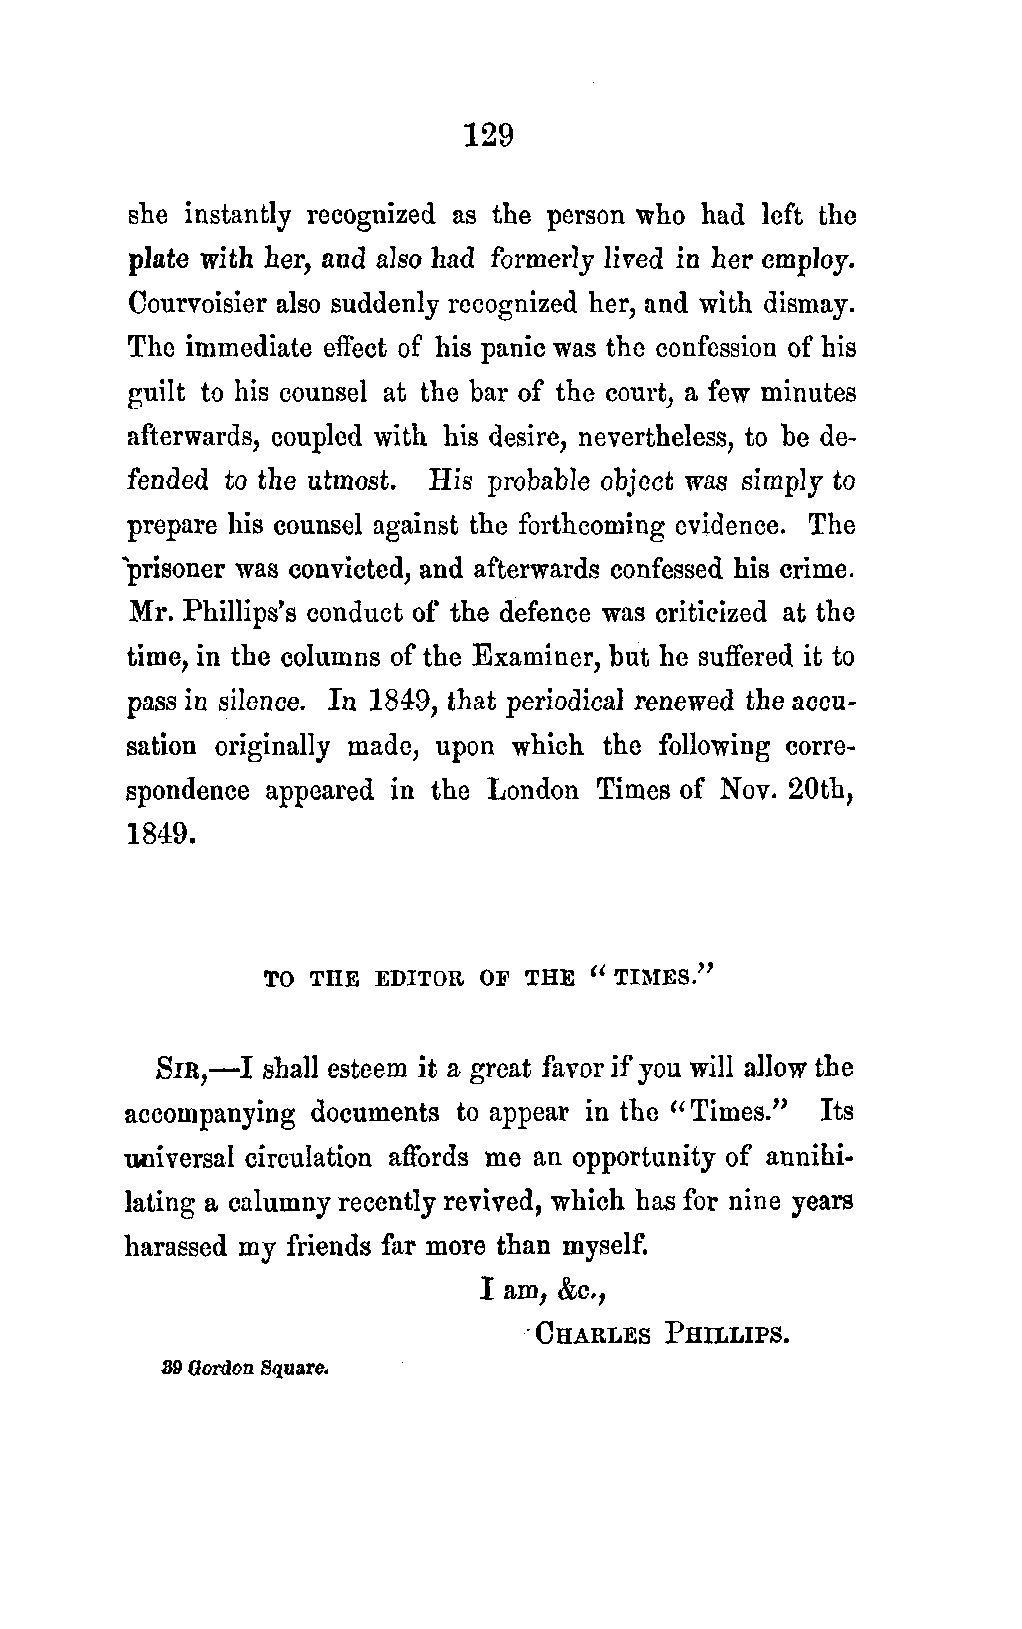 129
she instantly recognized as the person who had left the
plate with her, and also had formerly lived in her employ.
Courvoisier also suddenly recognized her, and with dismay.
The immediate effect of his panic was the confession of his
guilt to his counsel at the bar of the court, a few minutes
afterwards, coupled with his desire, nevertheless, to be de-
fended to the utmost. His probable object was simply to
prepare his counsel against the forthcoming evidence. The
prisoner was convicted, and afterwards confessed his crime.
Mr. Phillips's conduct of the defence was criticized at the
time, in the columns of the Examiner, but he suffered it to
pass in silence. In 1849, that periodical renewed the accu-
sation originally made, upon which the following corre-
spondence appeared in the London Times of Nov. 20th,
1849.
TO THE EDITOR OF THE “TIMES.”
SIR,—I shall esteem it a great favor if you will allow the
accompanying documents to appear in the “Times.” Its
universal circulation affords me an opportunity of annihi-
lating a calumny recently revived, which has for nine years
harassed my friends far more than myself.
I am, &c.,
CHARLES PHILLIPS.
39 Gordon Square.